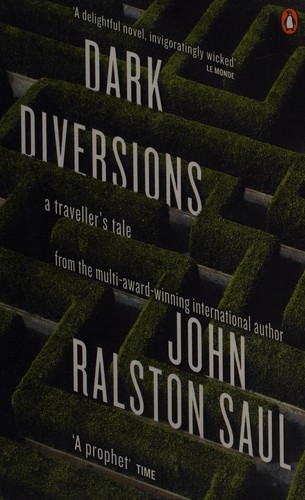 'A delightful novel, invigoratingly wicked'
LE MONDE
DARK
DIVERSIONS
a traveller's tale
from the multi-award-winning international author
JOHN
RALSTON SAUL
'A prophet' TIME